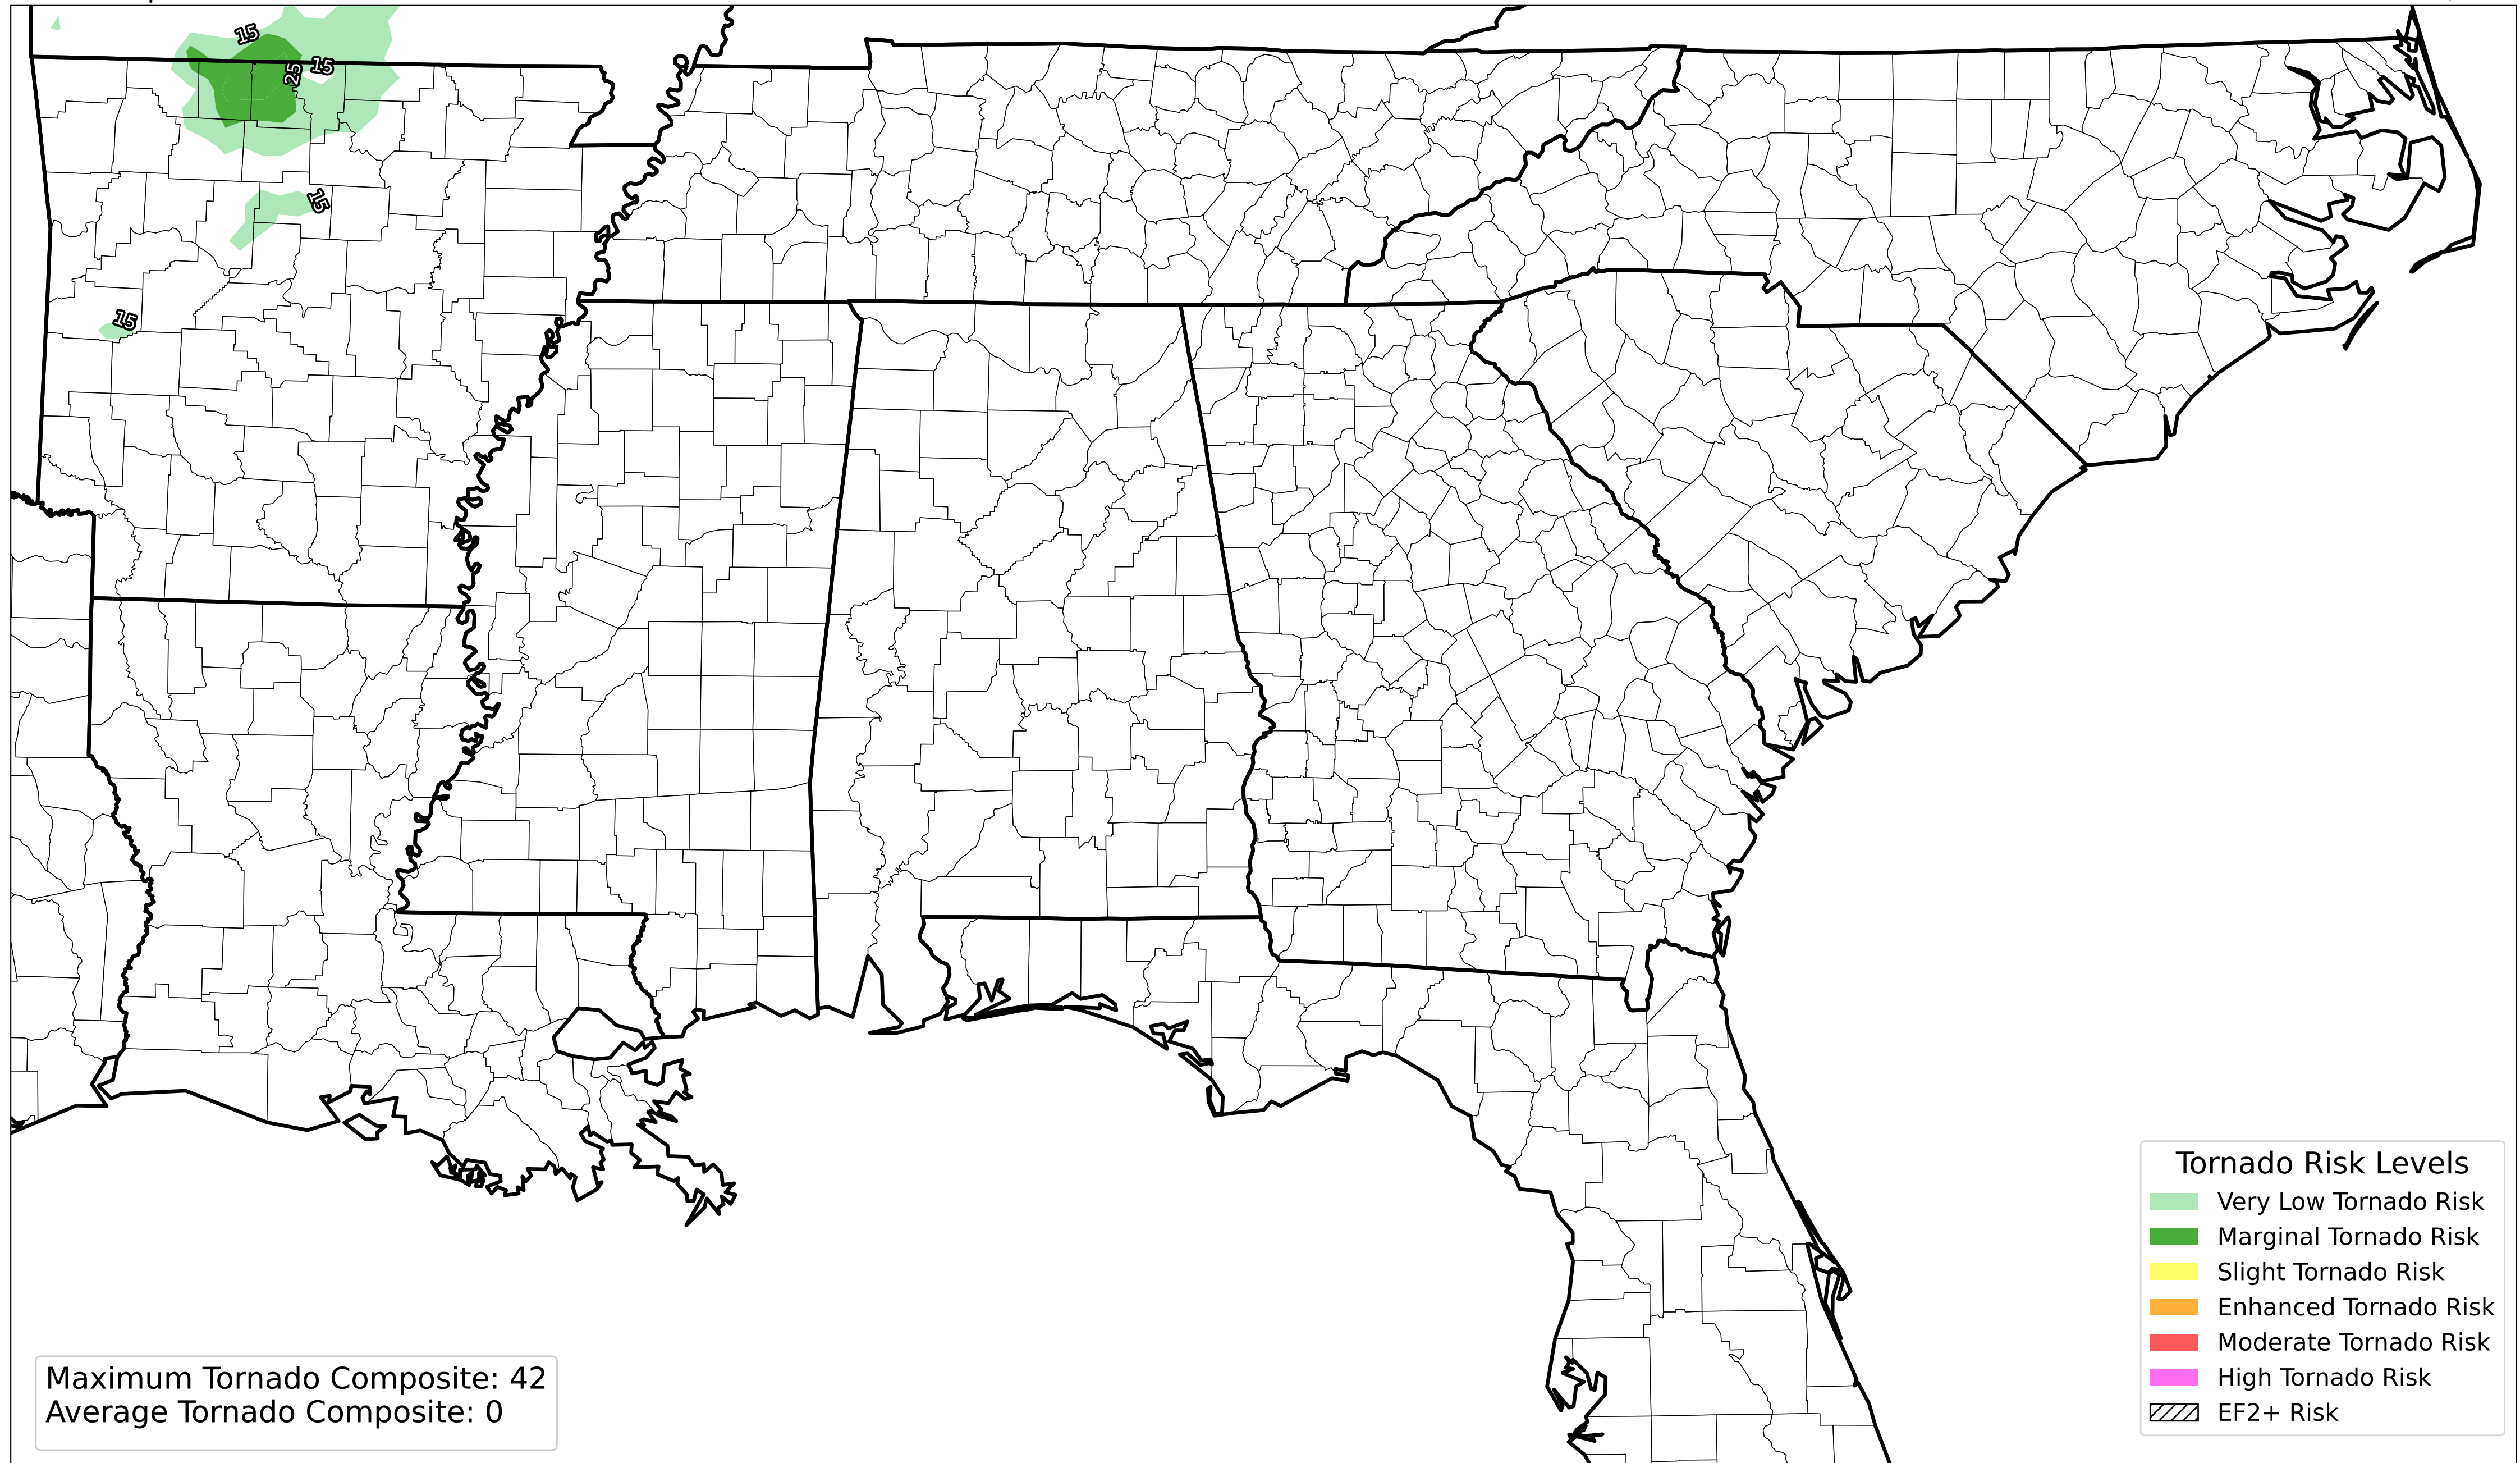 15
25
15
15
15
Tornado Risk Levels
Very Low Tornado Risk
Marginal Tornado Risk
Slight Tornado Risk
Enhanced Tornado Risk
Moderate Tornado Risk
High Tornado Risk
EF2+ Risk
Maximum Tornado Composite: 42
Average Tornado Composite: 0